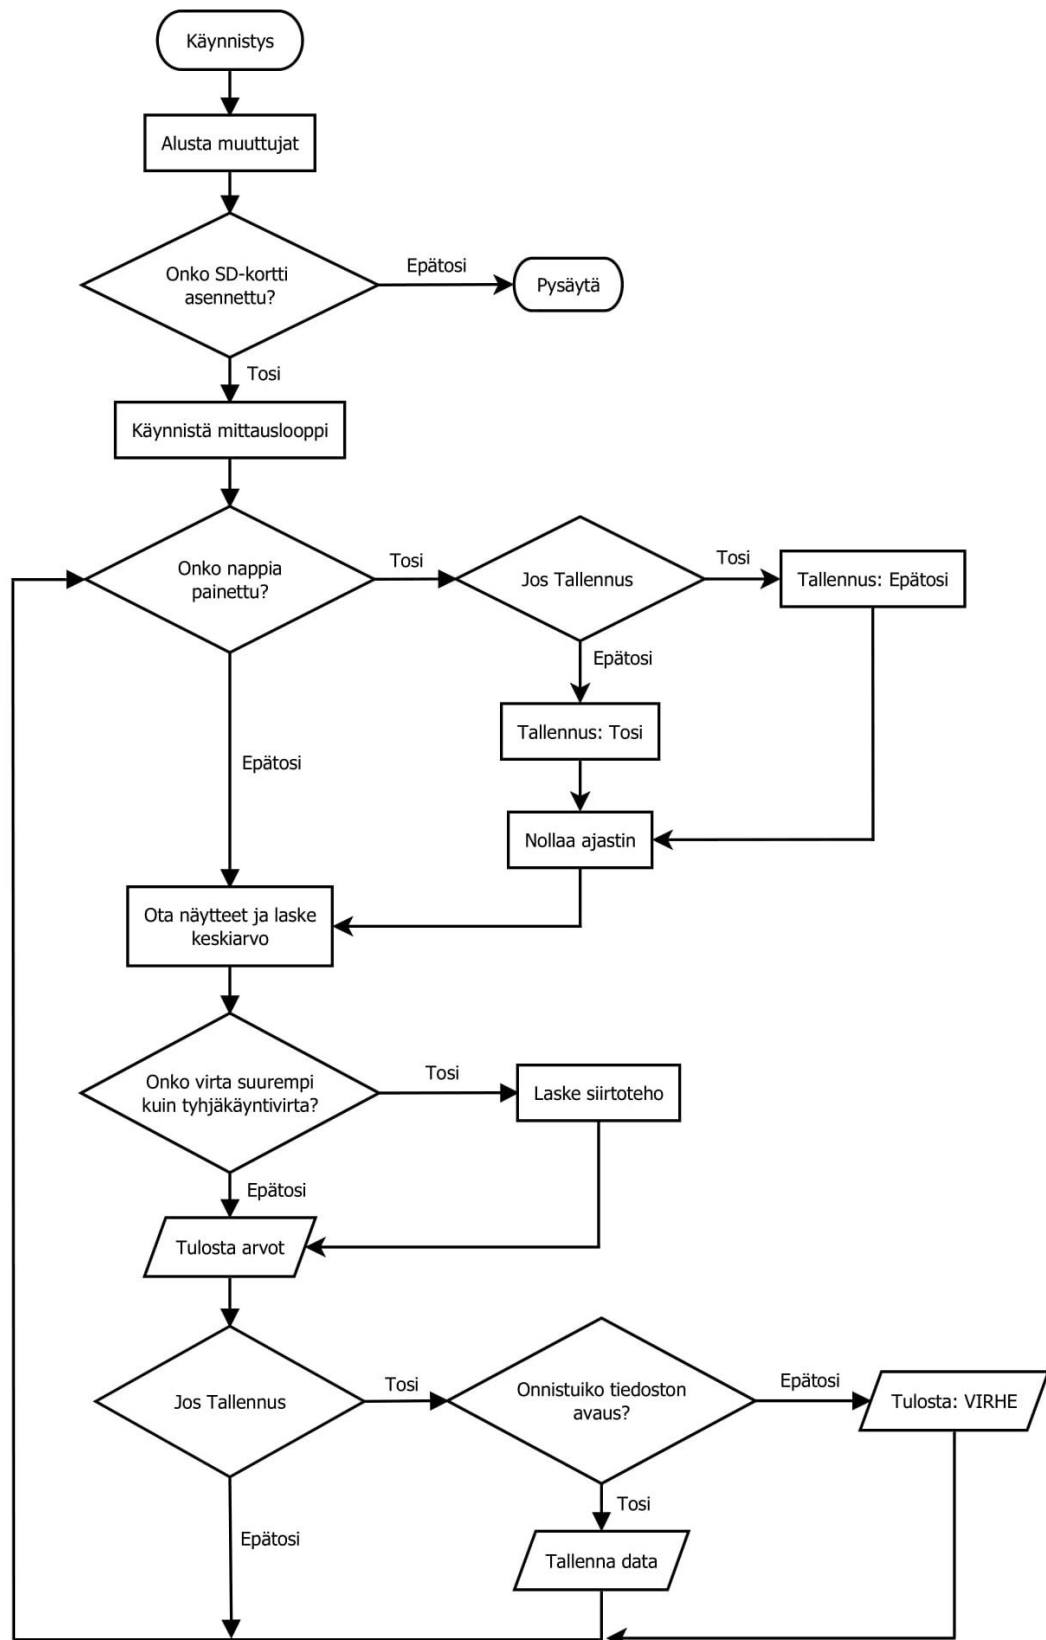 Käynnistys
Alusta muuttujat
Onko SD-kortti
asennettu?
Epätosi
Pysäytä
Tosi
Käynnistä mittauslooppi
Onko nappia
painettu?
Tosi
Jos Tallennus
Tosi
Tallennus: Epätosi
Epätosi
Tallennus: Tosi
Epätosi
Nollaa ajastin
Ota näytteet ja laske
keskiarvo
Onko virta suurempi
kuin tyhjäkäyntivirta?
Tosi
Laske siirtoteho
Epätosi
Tulosta arvot
Jos Tallennus
Tosi
Onnistuiko tiedoston
avaus?
Epätosi
Tulosta: VIRHE
Tosi
Epätosi
Tallenna data